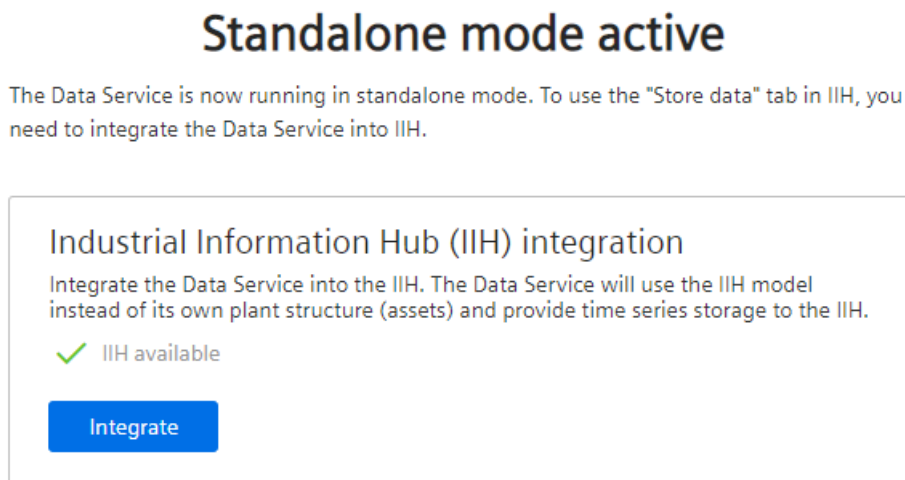 Standalone mode active
The Data Service is now running in standalone mode. To use the "Store data" tab in IIH, you
need to integrate the Data Service into IIH.
Industrial Information Hub (IIH) integration
Integrate the Data Service into the IIH. The Data Service will use the IIH model
instead of its own plant structure (assets) and provide time series storage to the IIH.
IIH available
Integrate